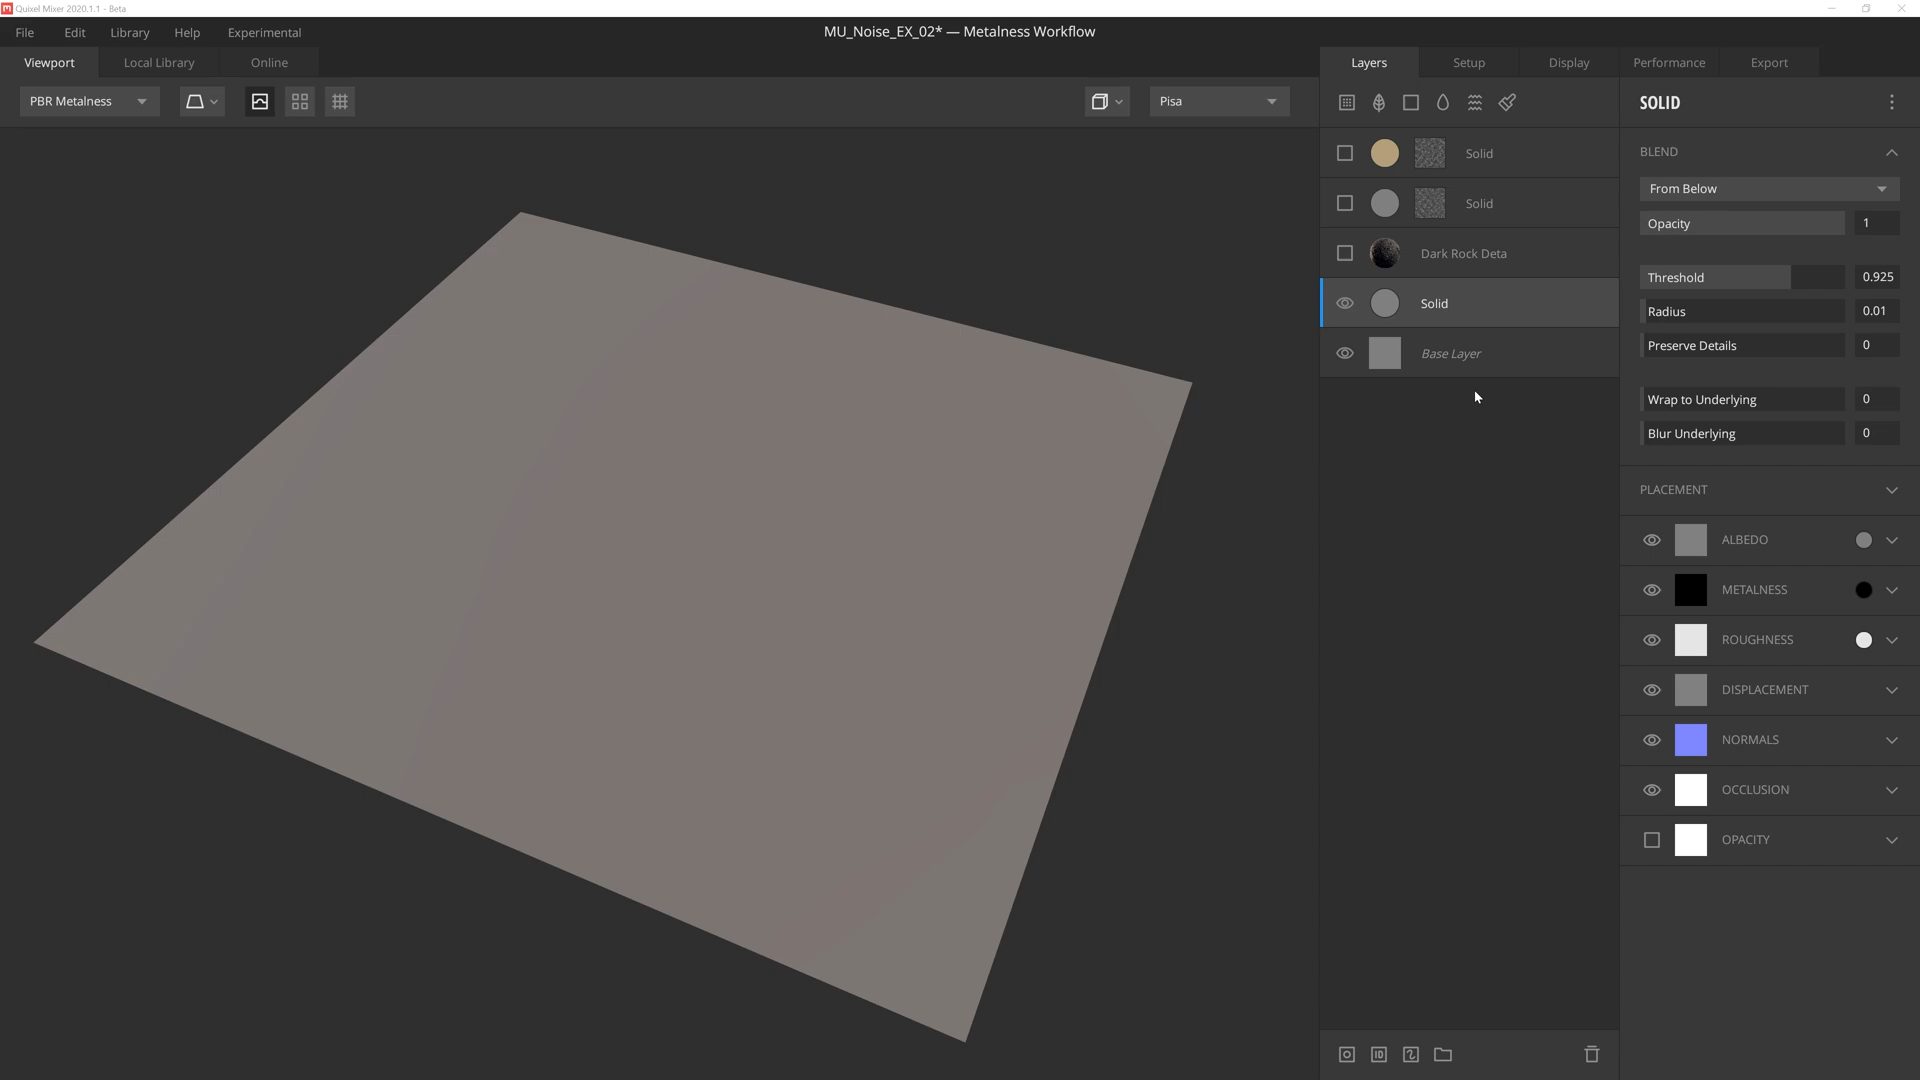 Quixel Mixer 2020.1.1 - Beta
File Edit Library Help Experimental
MU_Noise_EX_02* — Metalness Workflow
Viewport Local Library Online
Layers Setup Display Performance Export
PBR Metalness
Pisa
SOLID
Solid
Solid
Dark Rock Deta
Solid
Base Layer
BLEND
From Below
Opacity 1
Threshold 0.925
Radius 0.01
Preserve Details 0
Wrap to Underlying 0
Blur Underlying 0
PLACEMENT
ALBEDO
METALNESS
ROUGHNESS
DISPLACEMENT
NORMALS
OCCLUSION
OPACITY
ID